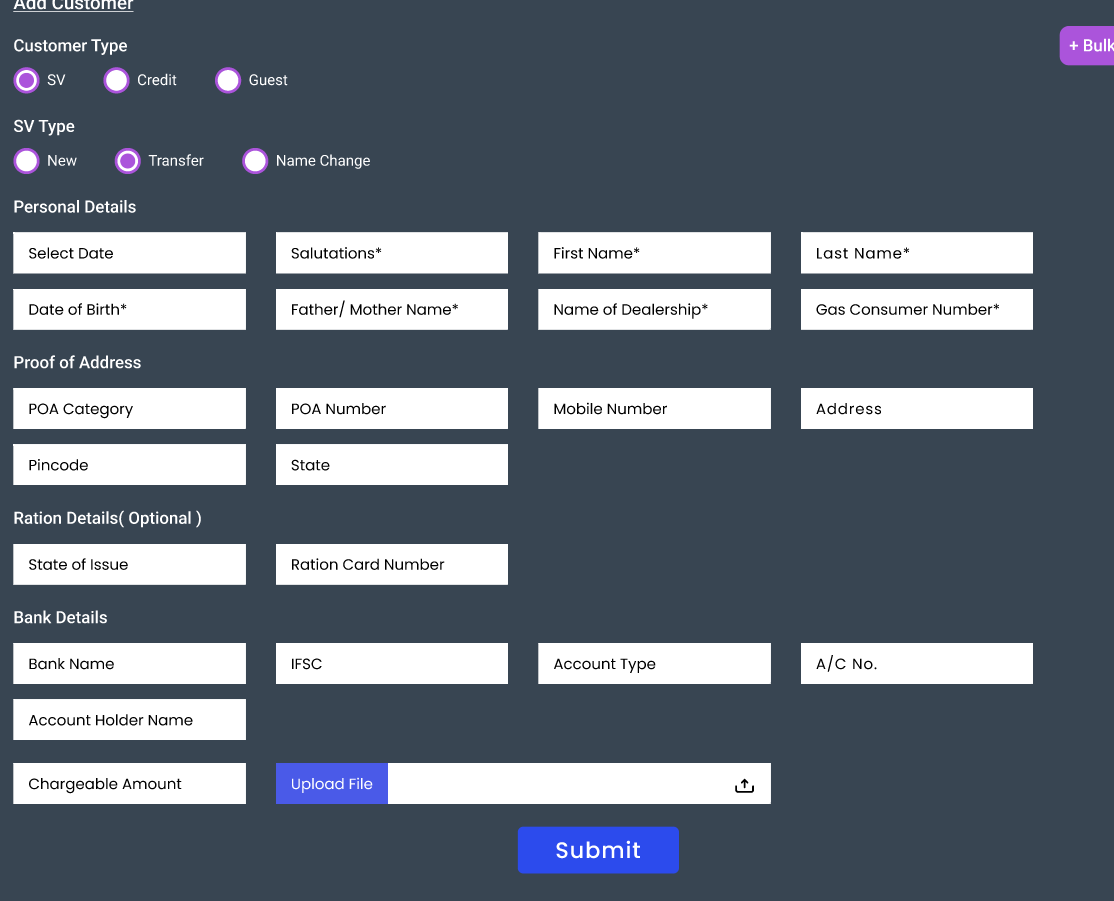 Add Customer
Customer Type
+ Bulk
SV Credit Guest
SV Type
New Transfer Name Change
Personal Details
Select Date Salutations* First Name* Last Name*
Date of Birth* Father/ Mother Name* Name of Dealership* Gas Consumer Number*
Proof of Address
POA Category POA Number Mobile Number Address
Pincode State
Ration Details( Optional )
State of Issue Ration Card Number
Bank Details
Bank Name IFSC Account Type A/C No.
Account Holder Name
Chargeable Amount Upload File
Submit